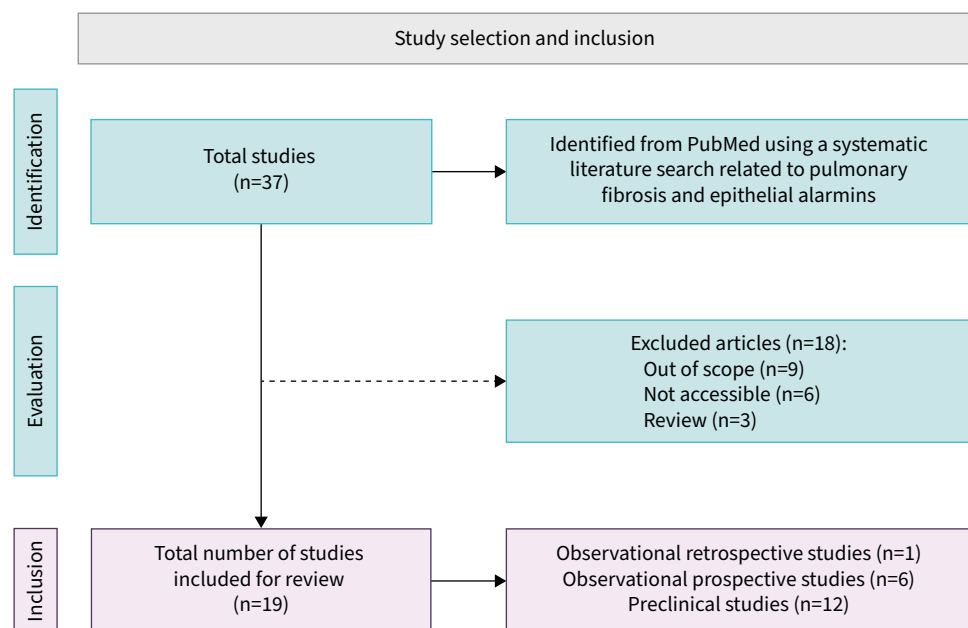 Study selection and inclusion
Identification
Total studies
(n=37)
Identified from PubMed using a systematic
literature search related to pulmonary
fibrosis and epithelial alarmins
Evaluation
Excluded articles (n=18):
Out of scope (n=9)
Not accessible (n=6)
Review (n=3)
Inclusion
Total number of studies
included for review
(n=19)
Observational retrospective studies (n=1)
Observational prospective studies (n=6)
Preclinical studies (n=12)